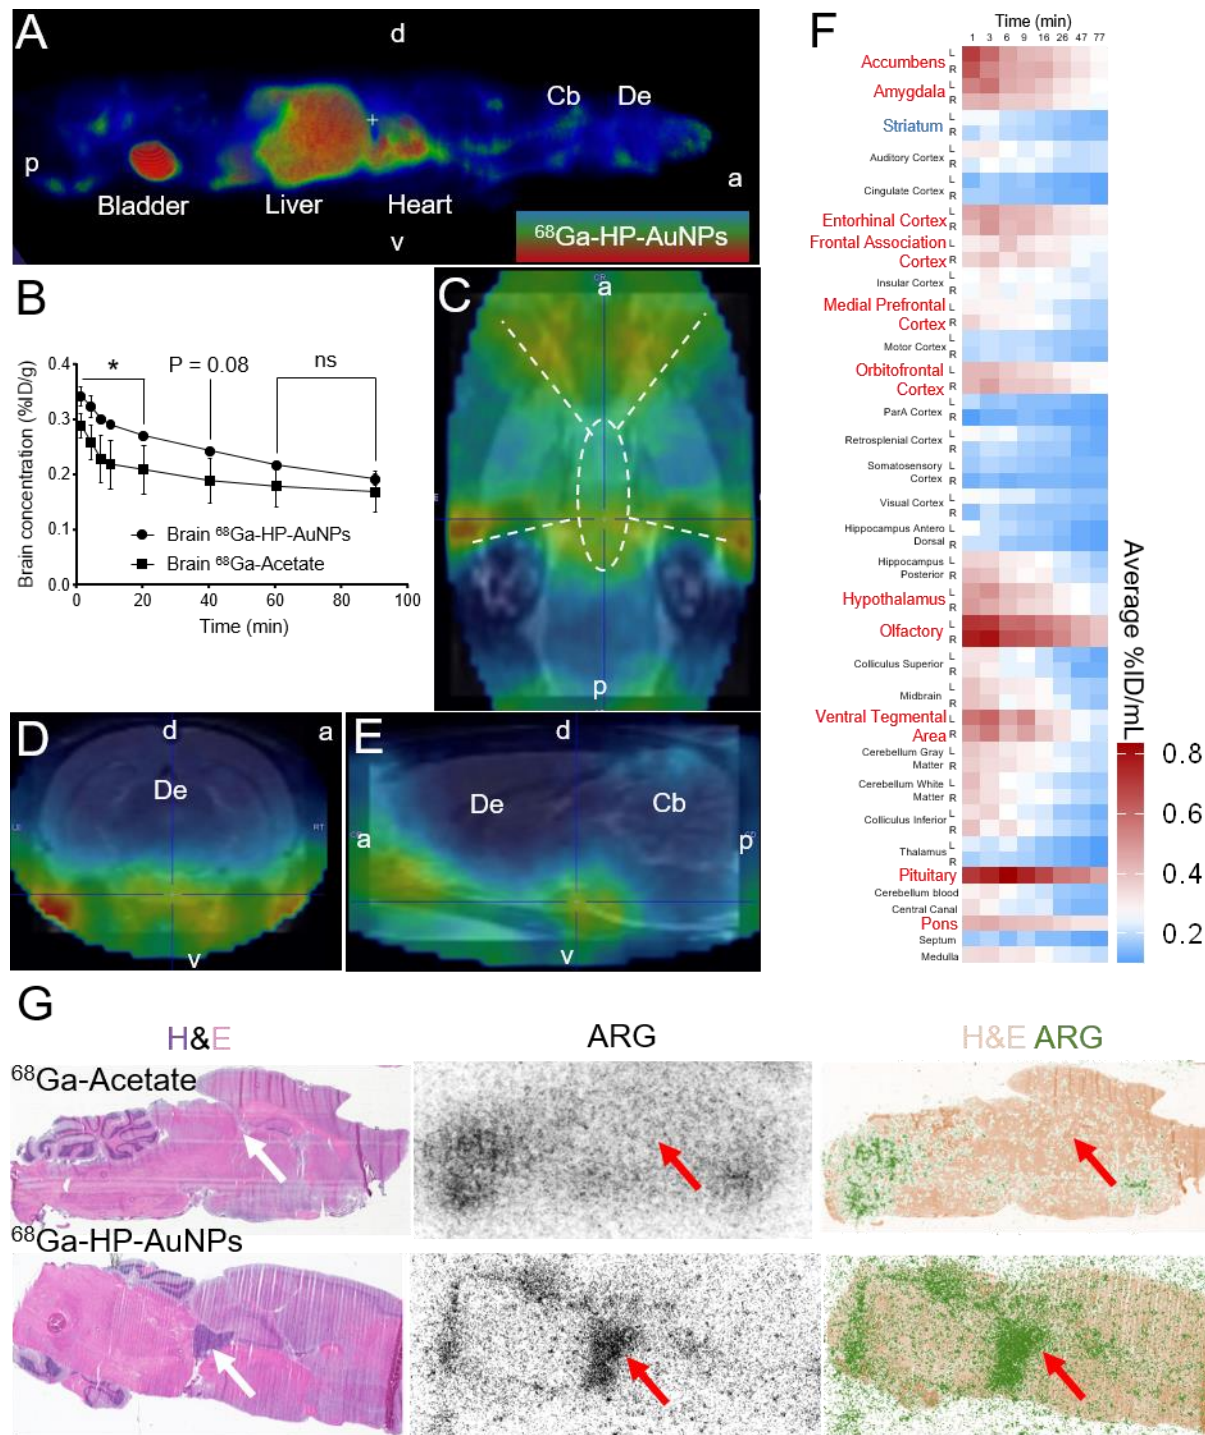 A
d
Cb
De
p
a
Bladder
Liver
Heart
v
68Ga-HP-AuNPs
B
0.4
0.3
0.2
0.1
0.0
*
P = 0.08
ns
Brain concentration (%ID/g)
Brain 68Ga-HP-AuNPs
Brain 68Ga-Acetate
0
20
40
60
80
100
Time (min)
C
a
p
D
d
a
De
RT
v
E
d
De
Cb
a
p
v
F
Time (min)
1 3 6 9 16 26 47 77
Accumbens L
R
Amygdala L
R
Striatum L
R
Auditory Cortex L
R
Cingulate Cortex L
R
Entorhinal Cortex L
R
Frontal Association L
Cortex R
Insular Cortex L
R
Medial Prefrontal L
Cortex R
Motor Cortex L
R
Orbitofrontal L
Cortex R
ParA Cortex L
R
Retrosplenial Cortex L
R
Somatosensory L
Cortex R
Visual Cortex L
R
Hippocampus Antero L
Dorsal R
Hippocampus L
Posterior R
Hypothalamus L
R
Olfactory L
R
Colliculus Superior L
R
Midbrain L
R
Ventral Tegmental L
Area R
Cerebellum Gray L
Matter R
Cerebellum White L
Matter R
Colliculus Inferior L
R
Thalamus L
R
Pituitary
Cerebellum blood
Central Canal
Pons
Septum
Medulla
Average %ID/mL
0.8
0.6
0.4
0.2
G
H&E
ARG
H&E ARG
68Ga-Acetate
68Ga-HP-AuNPs